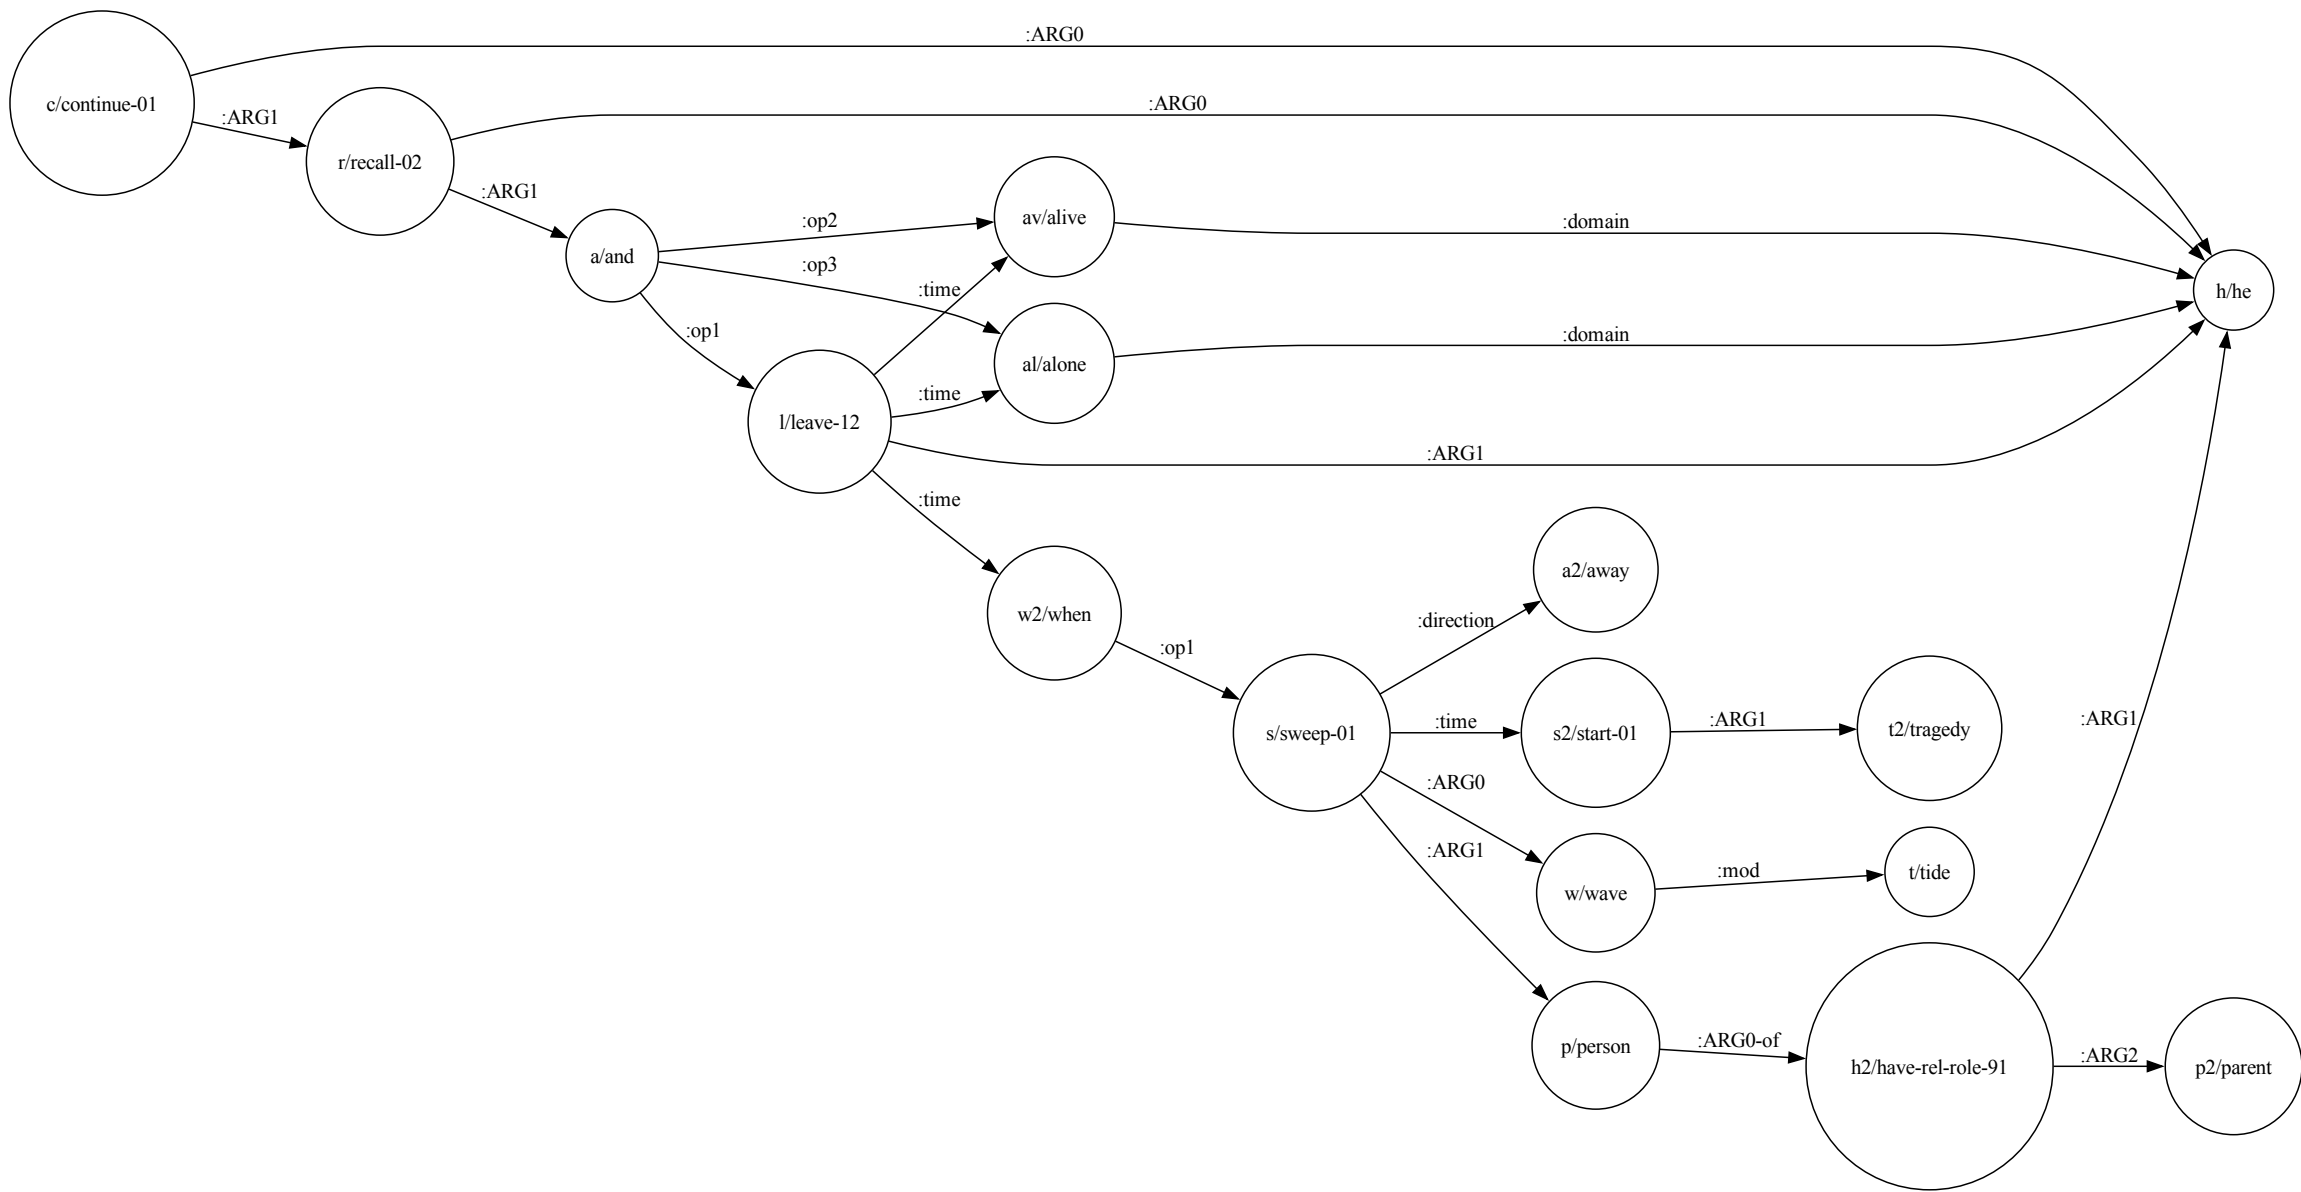 :ARG0
c/continue-01
:ARG1
:ARG0
r/recall-02
:ARG1
a/and
:op2
av/alive
:domain
:op3
:time
h/he
:op1
al/alone
:domain
:time
l/leave-12
:ARG1
:time
w2/when
a2/away
:direction
:op1
s/sweep-01
:time
s2/start-01
:ARG1
t2/tragedy
:ARG1
:ARG0
:ARG1
w/wave
:mod
t/tide
p/person
:ARG0-of
h2/have-rel-role-91
:ARG2
p2/parent